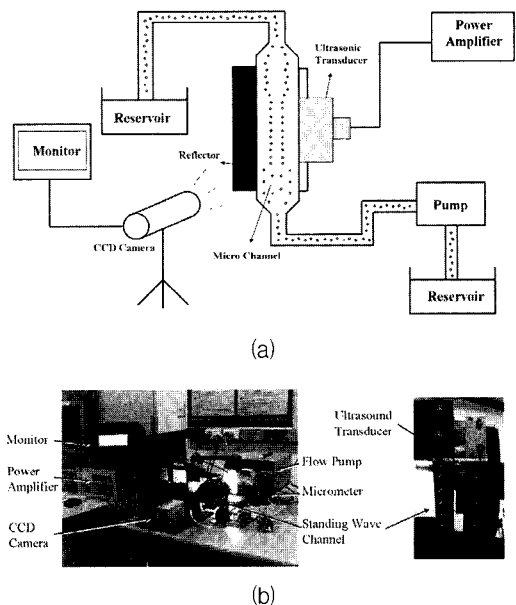 Power
Amplifier
Ultrasonic
Transducer
Reservoir
Monitor
Reflector
Pump
CCD Camera
Micro Channel
Reservoir
(a)
Monitor
Power
Amplifier
CCD
Camera
Flow Pump
Micrometer
Standing Wave
Channel
Ultrasound
Transducer
(b)